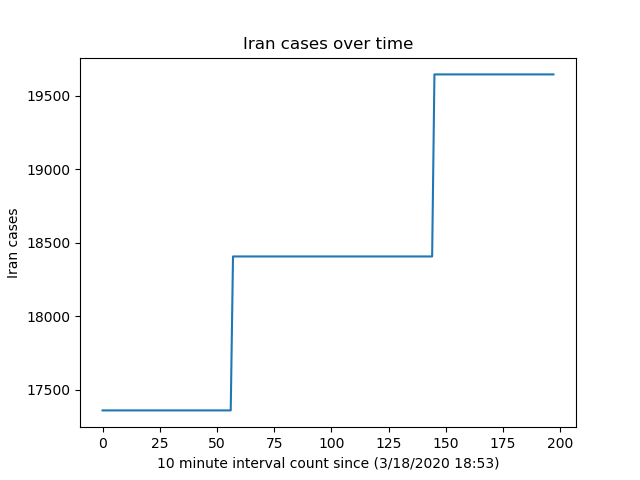 Iran cases over time
19500
19000
18500
18000
17500
Iran cases
0 25 50 75 100 125 150 175 200
10 minute interval count since (3/18/2020 18:53)